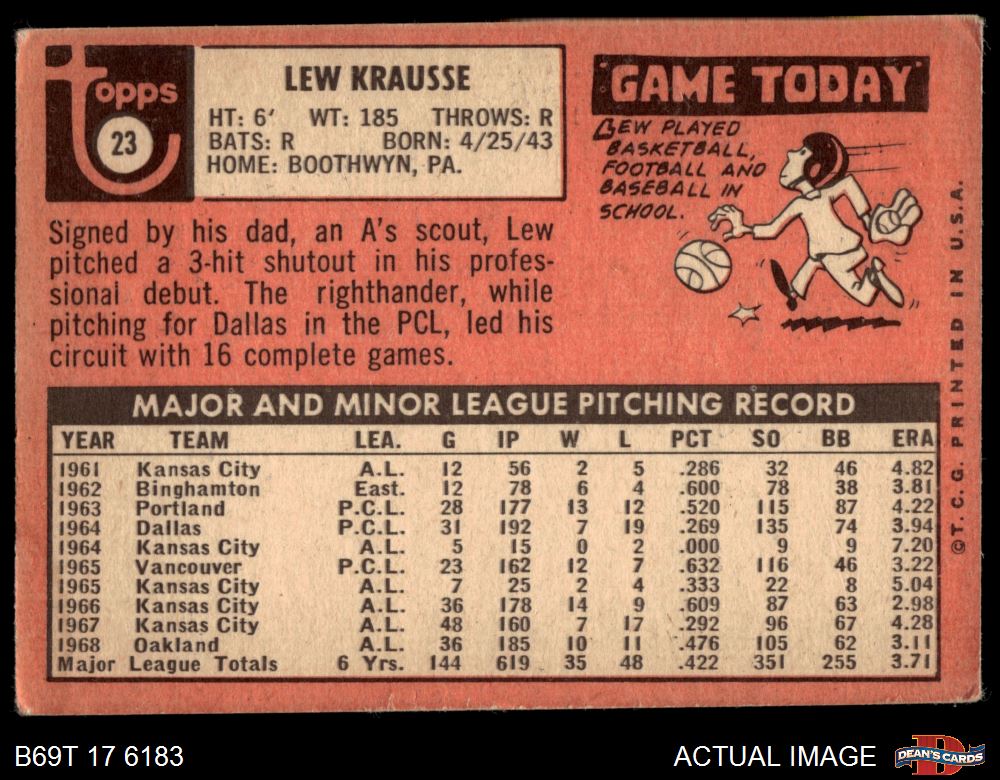 Topps
23
LEW KRAUSSE
HT: 6' WT: 185 THROWS: R
BATS: R BORN: 4/25/43
HOME: BOOTHWYN, PA.
Signed by his dad, an A's scout, Lew
pitched a 3-hit shutout in his profes-
sional debut. The righthander, while
pitching for Dallas in the PCL, led his
circuit with 16 complete games.
"GAME TODAY"
LEW PLAYED
BASKETBALL,
FOOTBALL AND
BASEBALL IN
SCHOOL.
©T.C.G. PRINTED IN U.S.A.
MAJOR AND MINOR LEAGUE PITCHING RECORD
YEAR TEAM LEA. G IP W L PCT SO BB ERA
1961 Kansas City A.L. 12 56 2 5 .286 32 46 4.82
1962 Binghamton East. 12 78 6 4 .600 78 38 3.81
1963 Portland P.C.L. 28 177 13 12 .520 115 87 4.22
1964 Dallas P.C.L. 31 192 7 19 .269 135 74 3.94
1964 Kansas City A.L. 5 15 0 2 .000 9 9 7.20
1965 Vancouver P.C.L. 23 162 12 7 .632 116 46 3.22
1965 Kansas City A.L. 7 25 2 4 .333 22 8 5.04
1966 Kansas City A.L. 36 178 14 9 .609 87 63 2.98
1967 Kansas City A.L. 48 160 7 17 .292 96 67 4.28
1968 Oakland A.L. 36 185 10 11 .476 105 62 3.11
Major League Totals 6 Yrs. 144 619 35 48 .422 351 255 3.71
B69T 17 6183
ACTUAL IMAGE
DEAN'S CARDS